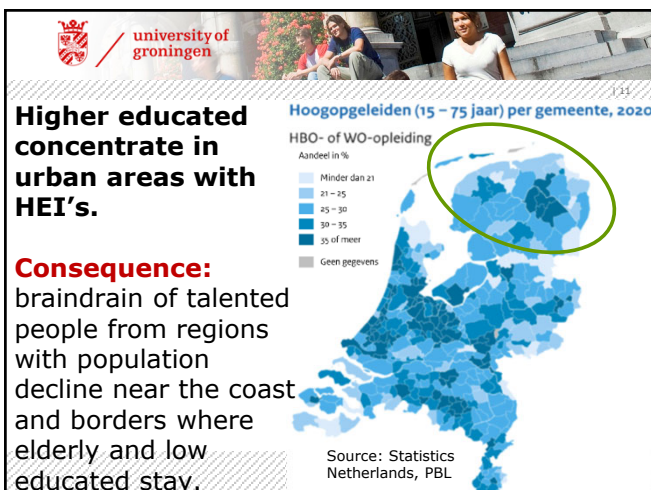 university of
groningen
| 11
Higher educated
concentrate in
urban areas with
HEI's.
Consequence:
braindrain of talented
people from regions
with population
decline near the coast
and borders where
elderly and low
educated stay.
Hoogopgeleiden (15 – 75 jaar) per gemeente, 2020
HBO- of WO-opleiding
Aandeel in %
Minder dan 21
21 – 25
25 – 30
30 – 35
35 of meer
Geen gegevens
Source: Statistics
Netherlands, PBL